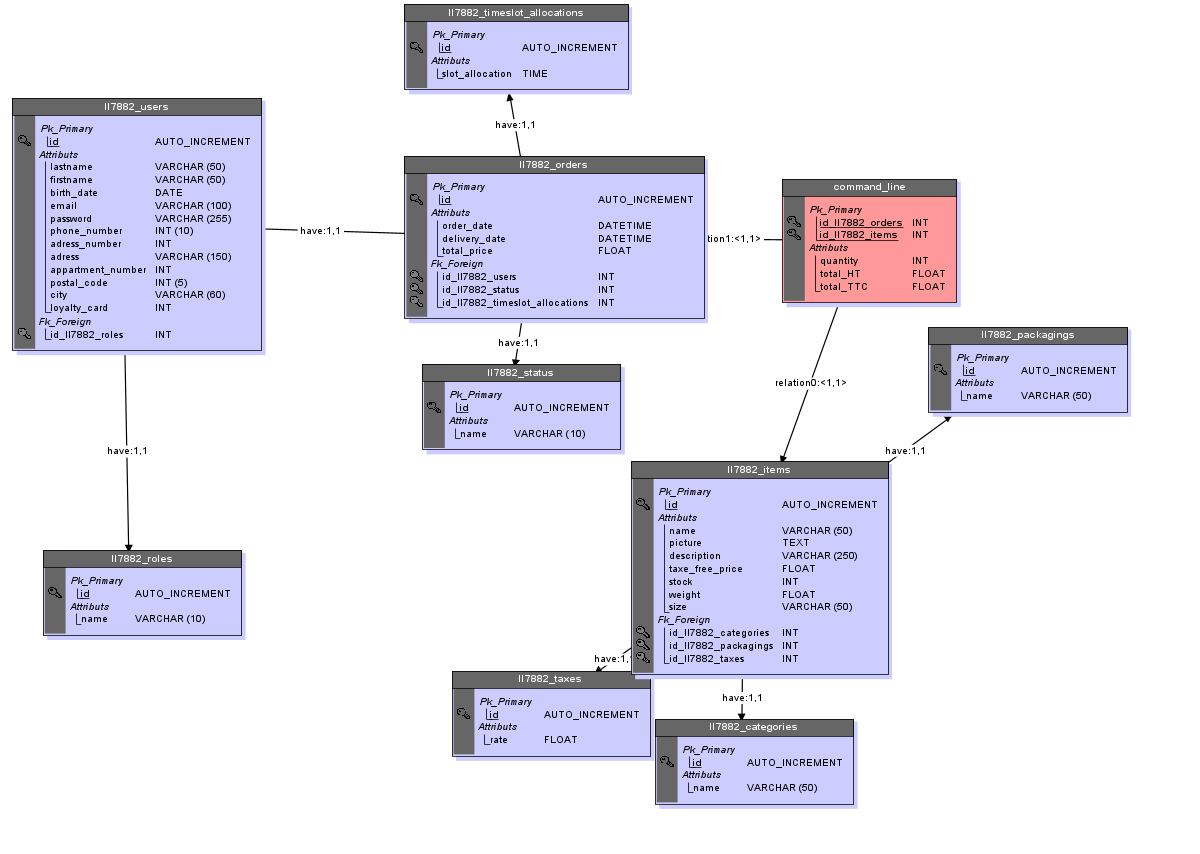 ll7882_timeslot_allocations
Pk_Primary
id AUTO_INCREMENT
Attributs
slot_allocation TIME
have:1,1
ll7882_users
Pk_Primary
id AUTO_INCREMENT
Attributs
lastname VARCHAR (50)
firstname VARCHAR (50)
birth_date DATE
email VARCHAR (100)
password VARCHAR (255)
phone_number INT (10)
adress_number INT
adress VARCHAR (150)
appartment_number INT
postal_code INT (5)
city VARCHAR (60)
loyalty_card INT
Fk_Foreign
id_ll7882_roles INT
have:1,1
ll7882_orders
Pk_Primary
id AUTO_INCREMENT
Attributs
order_date DATETIME
delivery_date DATETIME
total_price FLOAT
Fk_Foreign
id_ll7882_users INT
id_ll7882_status INT
id_ll7882_timeslot_allocations INT
tion1:<1,1>
command_line
Pk_Primary
id_ll7882_orders INT
id_ll7882_items INT
Attributs
quantity INT
total_HT FLOAT
total_TTC FLOAT
have:1,1
ll7882_status
Pk_Primary
id AUTO_INCREMENT
Attributs
name VARCHAR (10)
relation0:<1,1>
ll7882_packagings
Pk_Primary
id AUTO_INCREMENT
Attributs
name VARCHAR (50)
have:1,1
have:1,1
ll7882_items
Pk_Primary
id AUTO_INCREMENT
Attributs
name VARCHAR (50)
picture TEXT
description VARCHAR (250)
taxe_free_price FLOAT
stock INT
weight FLOAT
size VARCHAR (50)
Fk_Foreign
id_ll7882_categories INT
id_ll7882_packagings INT
id_ll7882_taxes INT
ll7882_roles
Pk_Primary
id AUTO_INCREMENT
Attributs
name VARCHAR (10)
have:1,
ll7882_taxes
Pk_Primary
id AUTO_INCREMENT
Attributs
rate FLOAT
have:1,1
ll7882_categories
Pk_Primary
id AUTO_INCREMENT
Attributs
name VARCHAR (50)